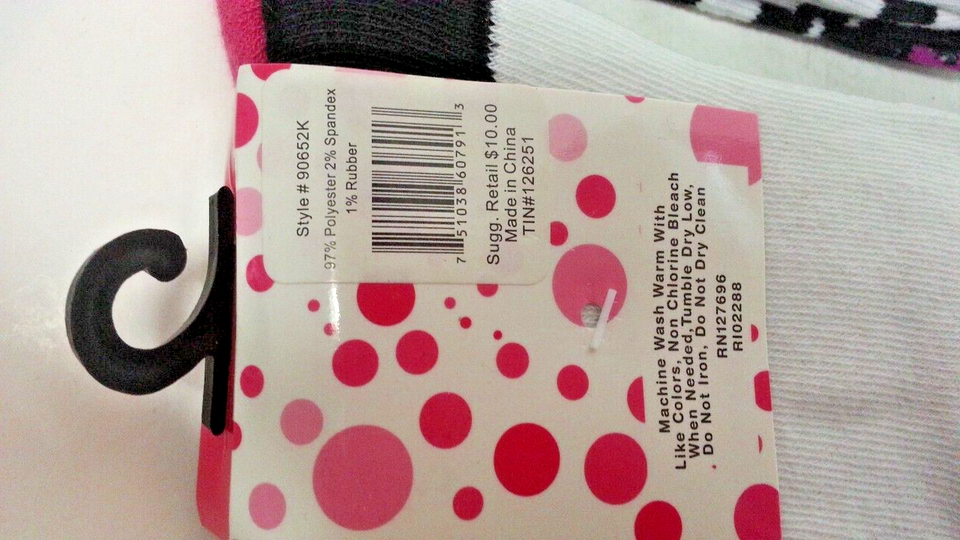 Style # 90652K
97% Polyester 2% Spandex
1% Rubber
7 51038 60791 3
Sugg. Retail $10.00
Made in China
TIN#126251
Machine Wash Warm With
Like Colors, Non Chlorine Bleach
When Needed,Tumble Dry Low,
Do Not Iron, Do Not Dry Clean
RN127696
RI02288